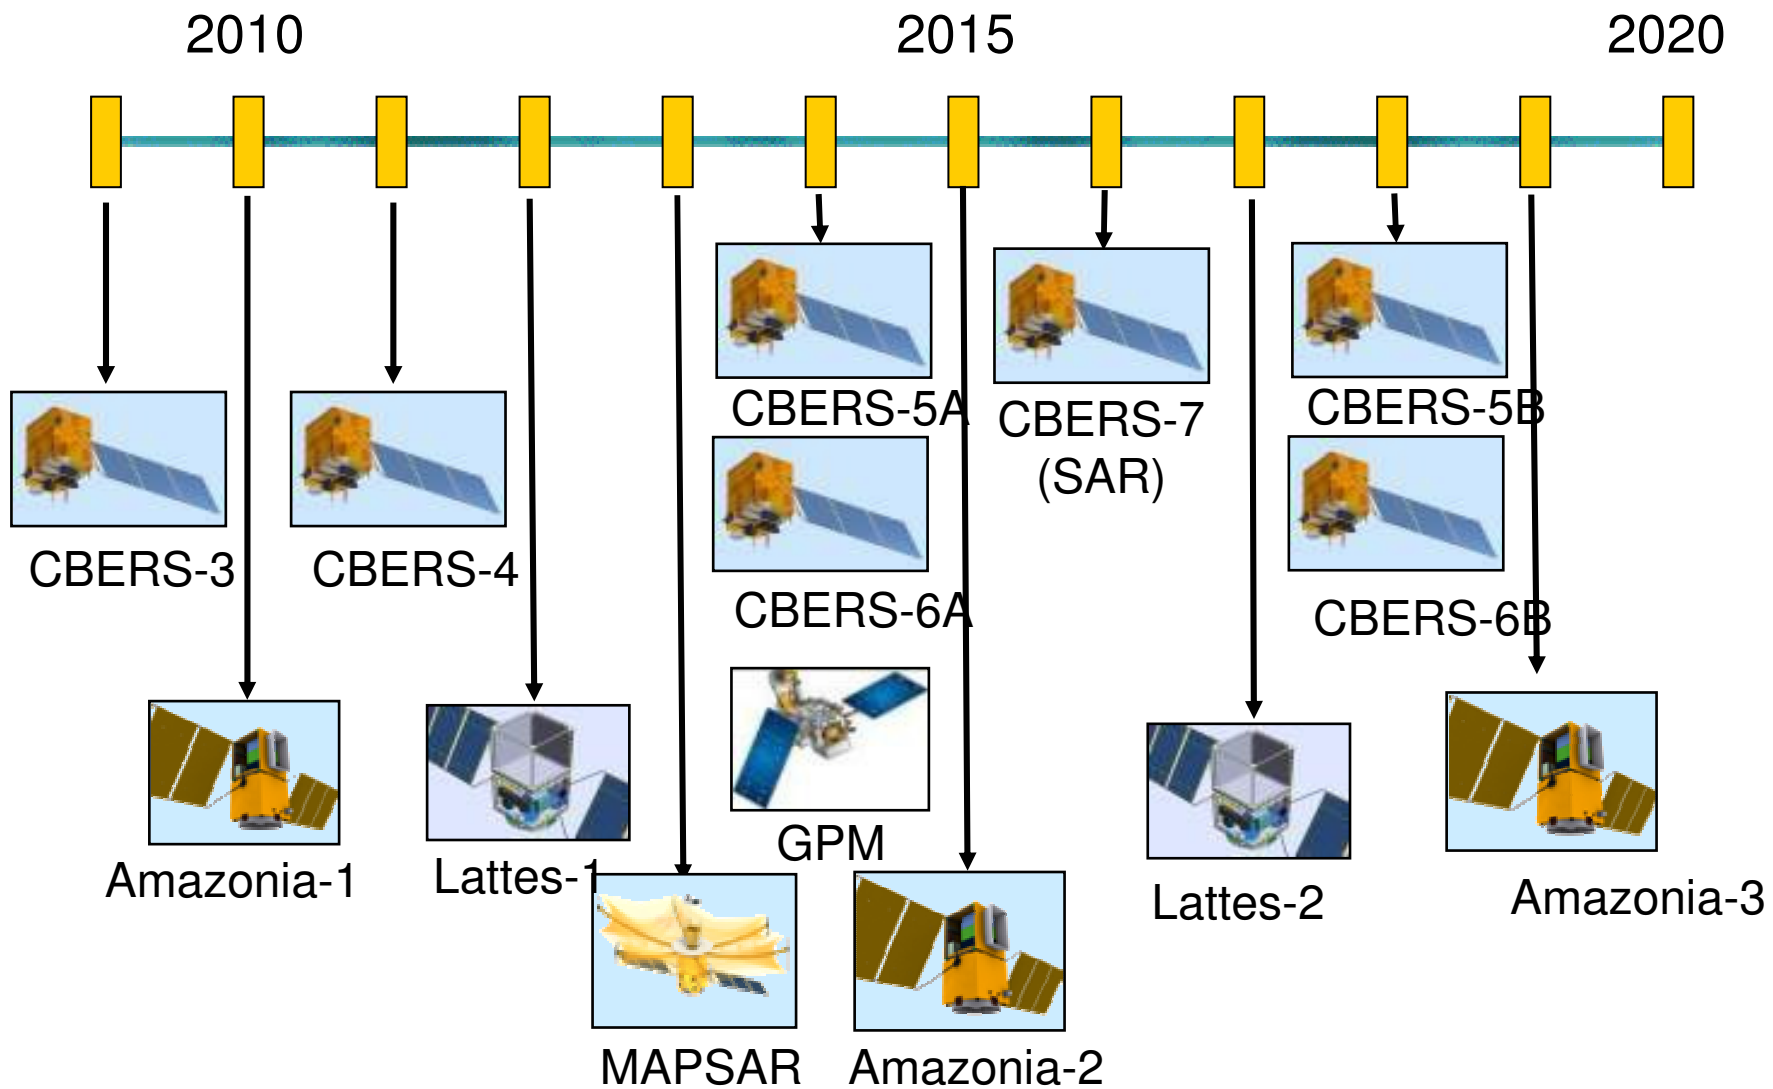 2010
2015
2020
CBERS-3
CBERS-4
CBERS-5A
CBERS-7
(SAR)
CBERS-5B
CBERS-6A
CBERS-6B
Amazonia-1
Lattes-1
GPM
Lattes-2
Amazonia-3
MAPSAR
Amazonia-2